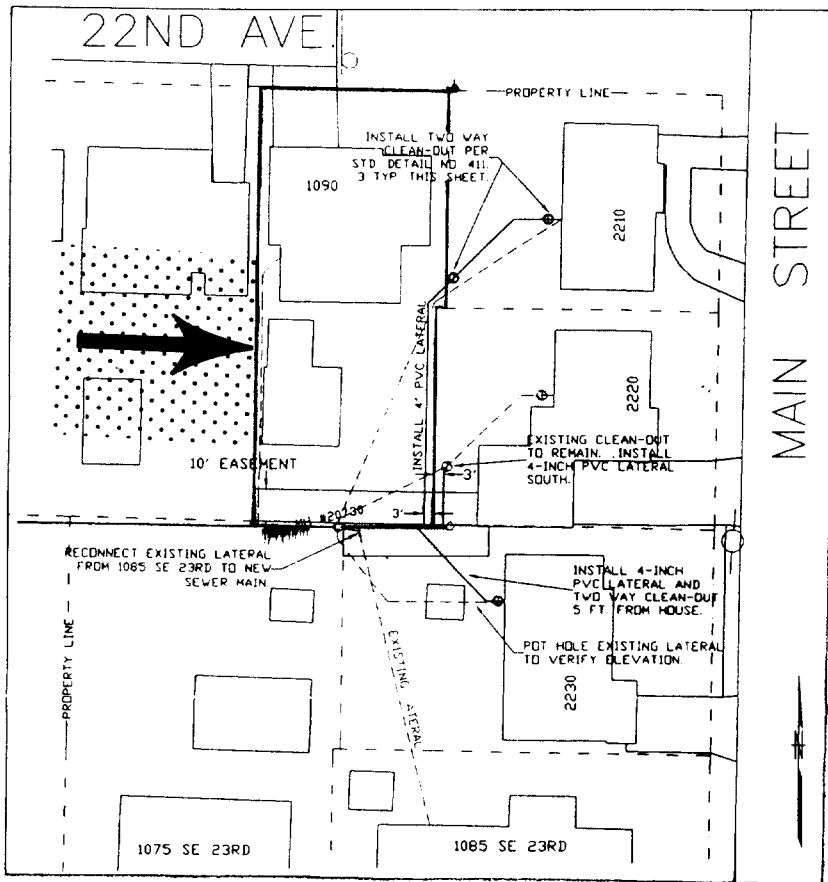 22ND AVE.
PROPERTY LINE
INSTALL TWO WAY
CLEAN-OUT PER
STD DETAIL NO 411.
3 TYP THIS SHEET.
1090
2210
MAIN STREET
INSTALL 4' PVC LATERAL
2220
EXISTING CLEAN-OUT
TO REMAIN. INSTALL
4-INCH PVC LATERAL
SOUTH.
3'
10' EASEMENT
3'
RECONNECT EXISTING LATERAL
FROM 1085 SE 23RD TO NEW
SEWER MAIN.
INSTALL 4-INCH
PVC LATERAL AND
TWO WAY CLEAN-OUT
5 FT. FROM HOUSE.
POT HOLE EXISTING LATERAL
TO VERIFY ELEVATION.
PROPERTY LINE
EXISTING LATERAL
2230
N
1075 SE 23RD
1085 SE 23RD